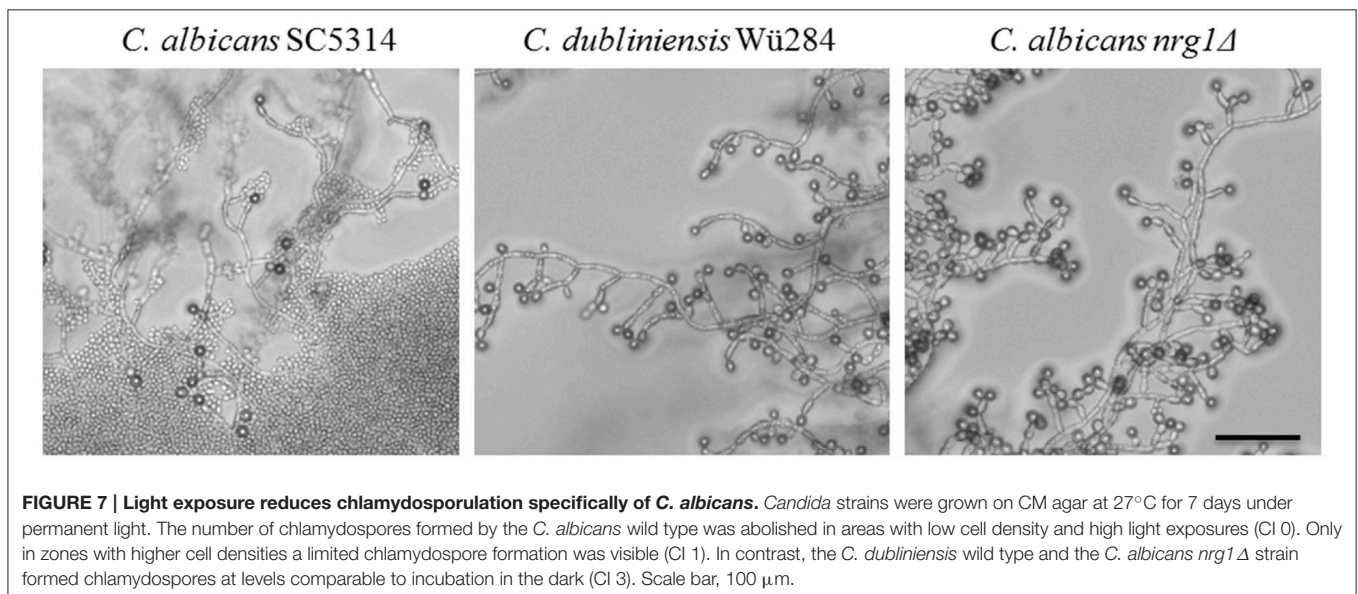 C. albicans SC5314 C. dubliniensis Wü284 C. albicans nrg1Δ
FIGURE 7 | Light exposure reduces chlamydosporulation specifically of C. albicans. Candida strains were grown on CM agar at 27°C for 7 days under
permanent light. The number of chlamydospores formed by the C. albicans wild type was abolished in areas with low cell density and high light exposures (CI 0). Only
in zones with higher cell densities a limited chlamydospore formation was visible (CI 1). In contrast, the C. dubliniensis wild type and the C. albicans nrg1Δ strain
formed chlamydospores at levels comparable to incubation in the dark (CI 3). Scale bar, 100 μm.